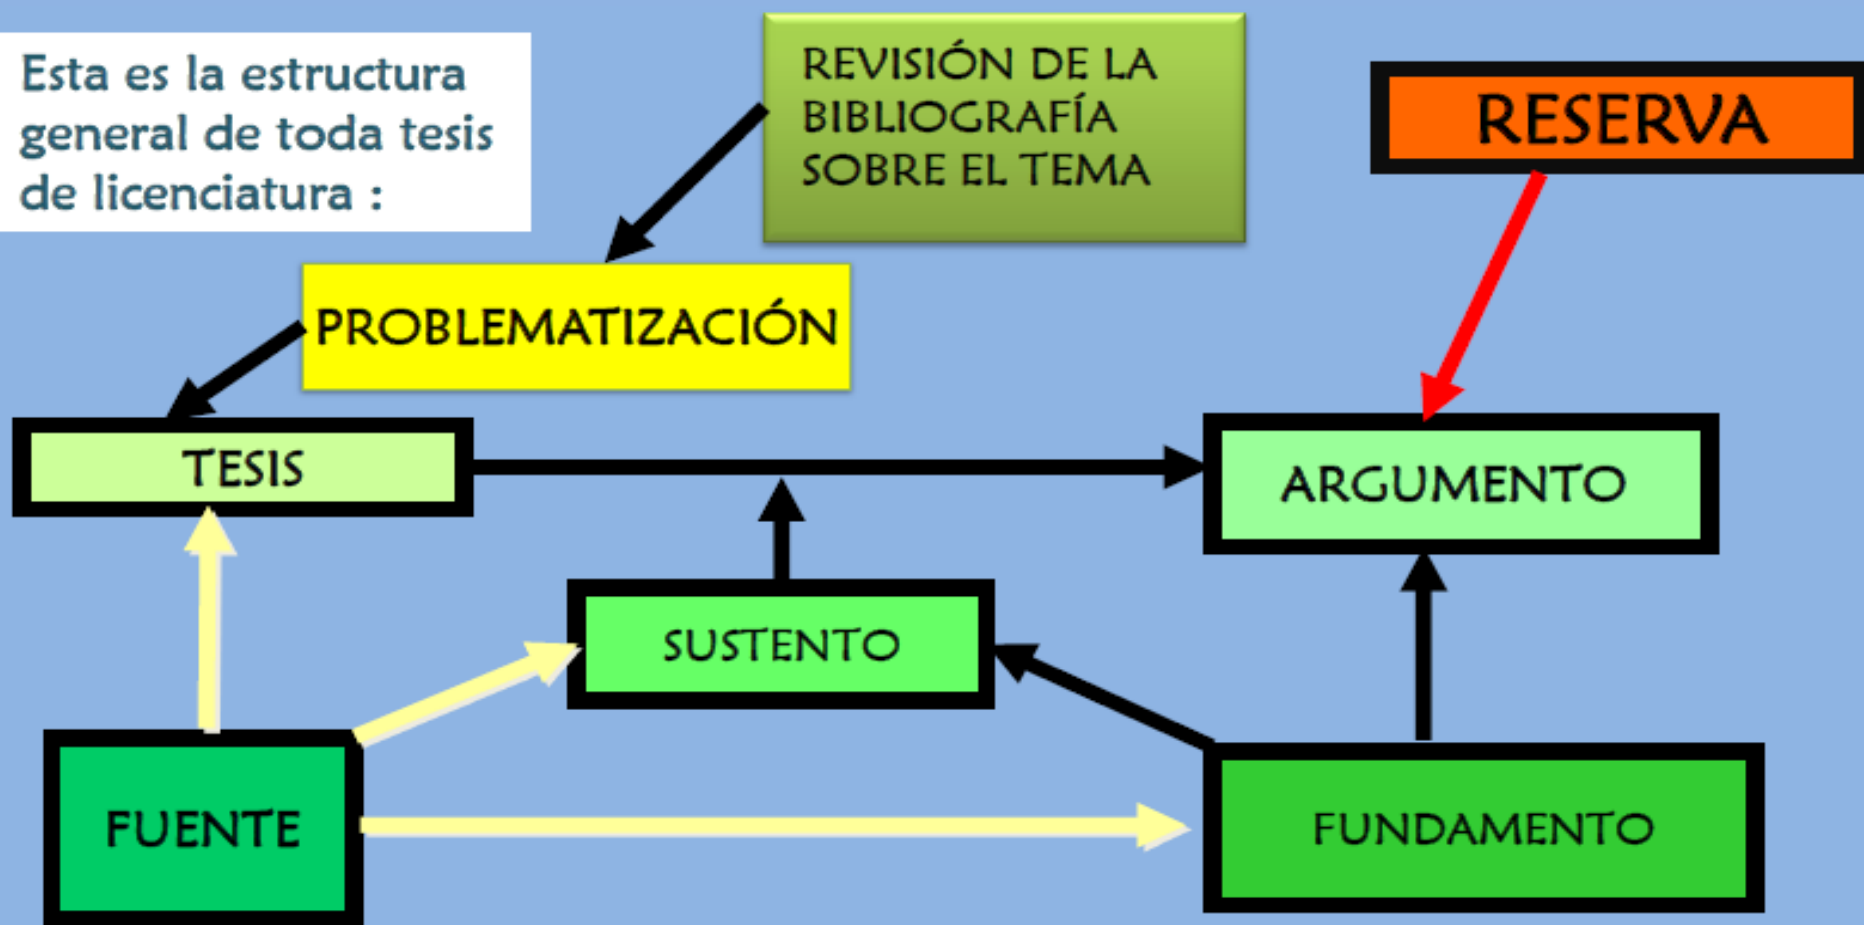 Esta es la estructura
general de toda tesis
de licenciatura :
REVISIÓN DE LA
BIBLIOGRAFÍA
SOBRE EL TEMA
RESERVA
PROBLEMATIZACIÓN
TESIS
ARGUMENTO
SUSTENTO
FUENTE
FUNDAMENTO